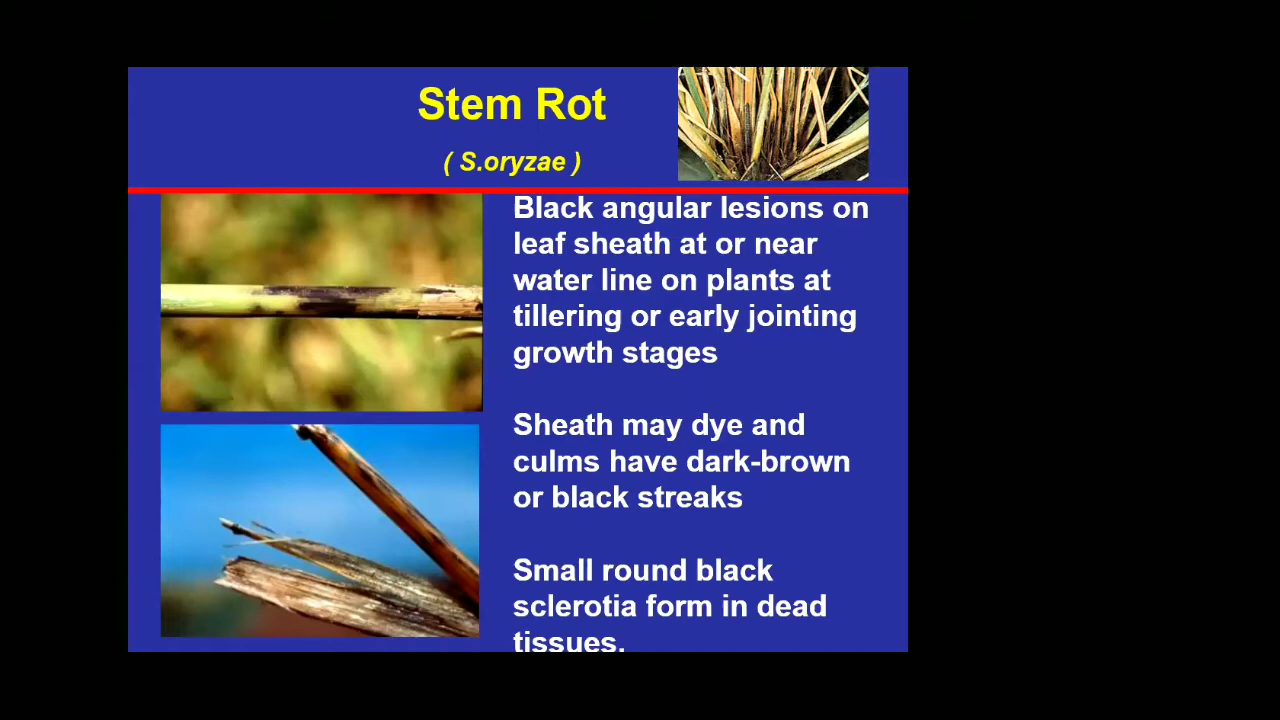 Stem Rot
( S.oryzae )
Black angular lesions on
leaf sheath at or near
water line on plants at
tillering or early jointing
growth stages
Sheath may dye and
culms have dark-brown
or black streaks
Small round black
sclerotia form in dead
tissues.